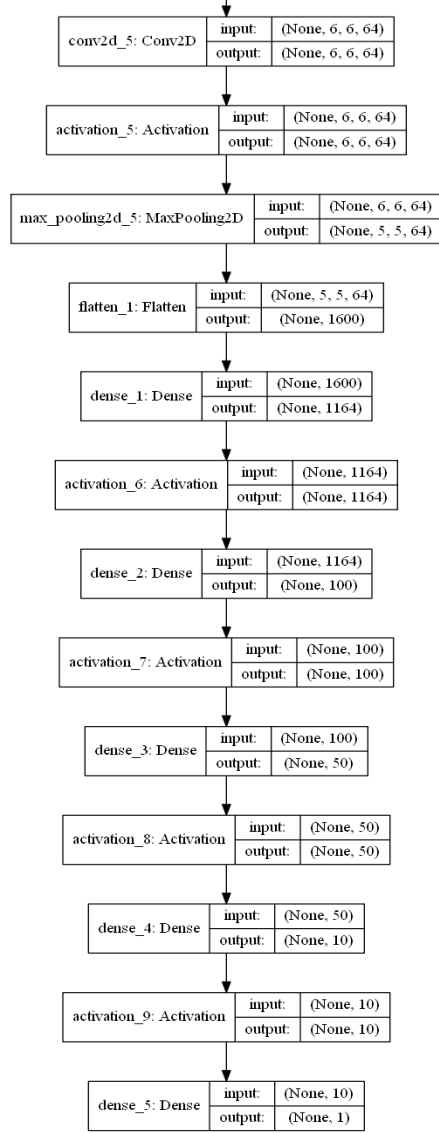 conv2d_5: Conv2D input: (None, 6, 6, 64)
output: (None, 6, 6, 64)
activation_5: Activation input: (None, 6, 6, 64)
output: (None, 6, 6, 64)
max_pooling2d_5: MaxPooling2D input: (None, 6, 6, 64)
output: (None, 5, 5, 64)
flatten_1: Flatten input: (None, 5, 5, 64)
output: (None, 1600)
dense_1: Dense input: (None, 1600)
output: (None, 1164)
activation_6: Activation input: (None, 1164)
output: (None, 1164)
dense_2: Dense input: (None, 1164)
output: (None, 100)
activation_7: Activation input: (None, 100)
output: (None, 100)
dense_3: Dense input: (None, 100)
output: (None, 50)
activation_8: Activation input: (None, 50)
output: (None, 50)
dense_4: Dense input: (None, 50)
output: (None, 10)
activation_9: Activation input: (None, 10)
output: (None, 10)
dense_5: Dense input: (None, 10)
output: (None, 1)